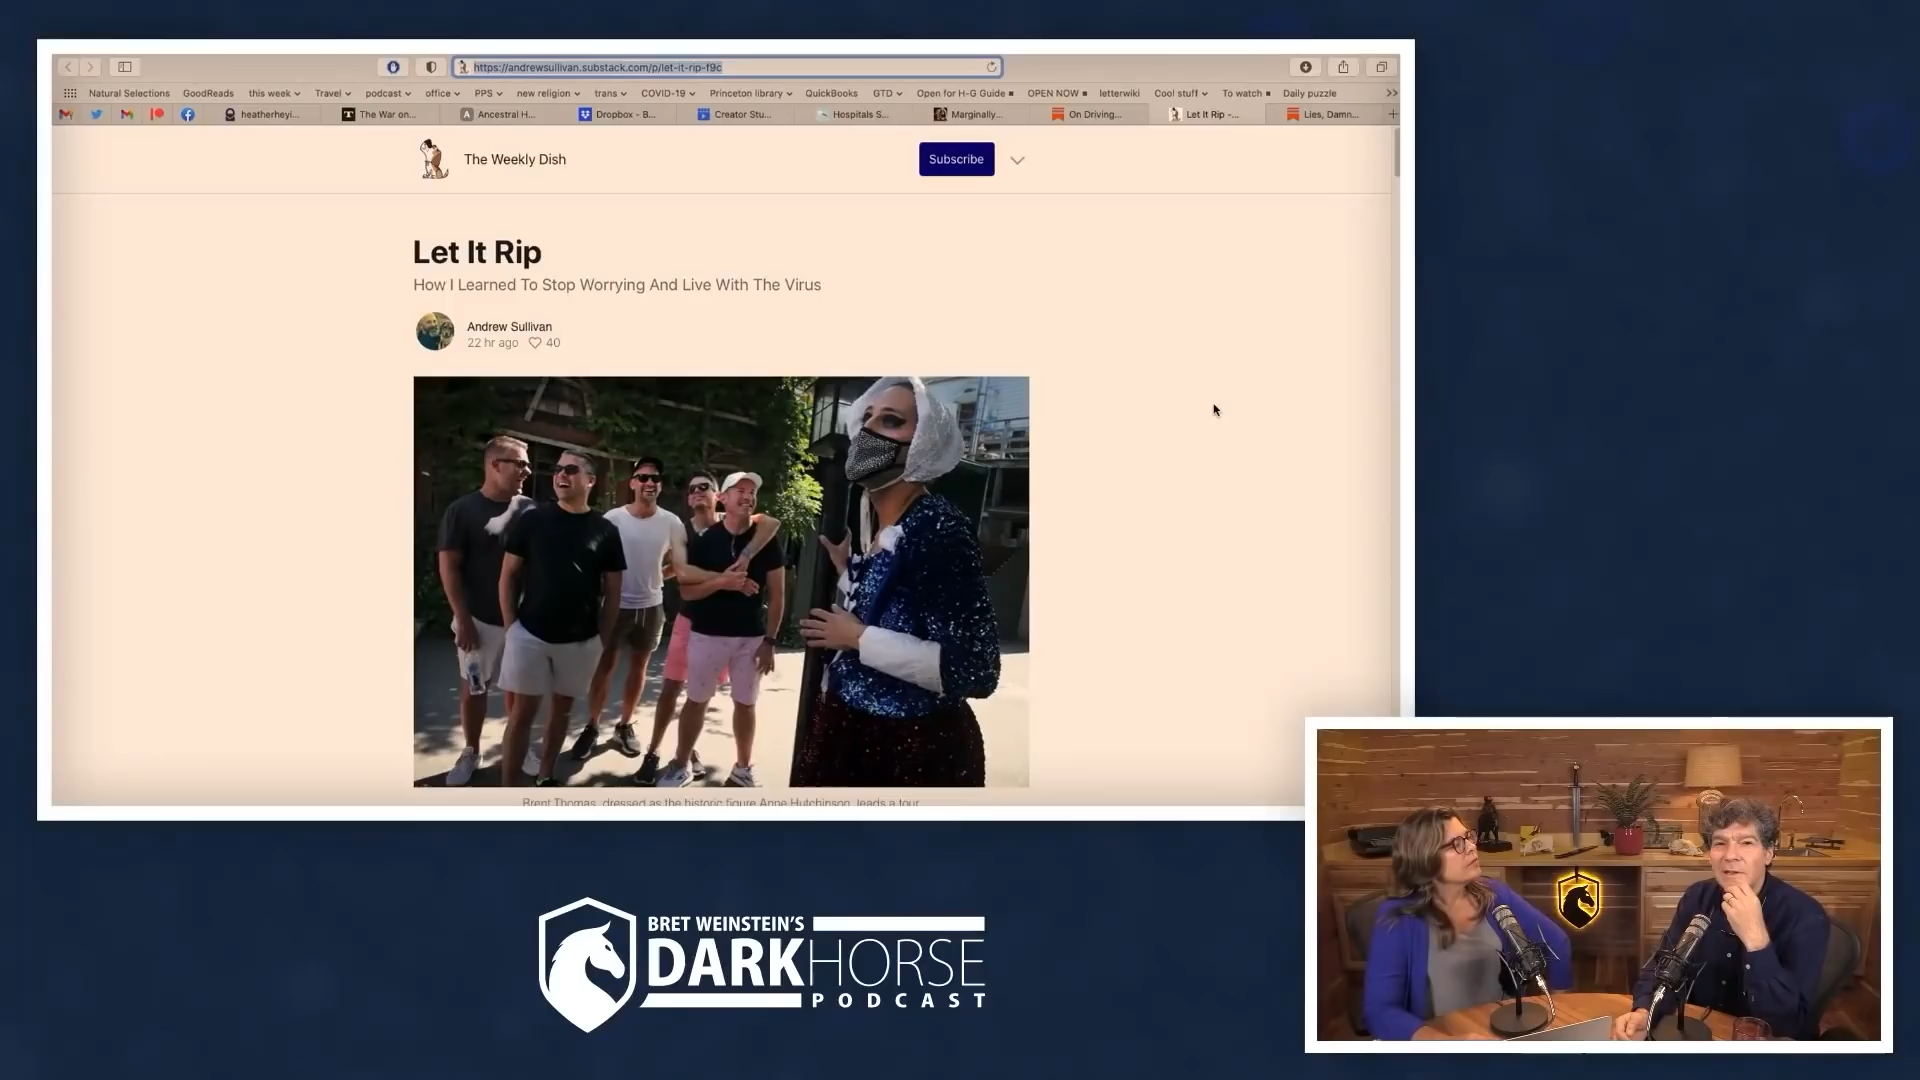 https://andrewsullivan.substack.com/p/let-it-rip-f9c
Natural Selections GoodReads this week Travel podcast office PPS new religion trans COVID-19 Princeton library QuickBooks GTD Open for H-G Guide OPEN NOW letterwiki Cool stuff To watch Daily puzzle
heatherheyi... The War on... Ancestral H... Dropbox - B... Creator Stu... Hospitals S... Marginally... On Driving... Let It Rip -... Lies, Damn...
The Weekly Dish
Subscribe
Let It Rip
How I Learned To Stop Worrying And Live With The Virus
Andrew Sullivan
22 hr ago 40
Brent Thomas, dressed as the historic figure Anne Hutchinson, leads a tour
BRET WEINSTEIN'S
DARKHORSE
PODCAST